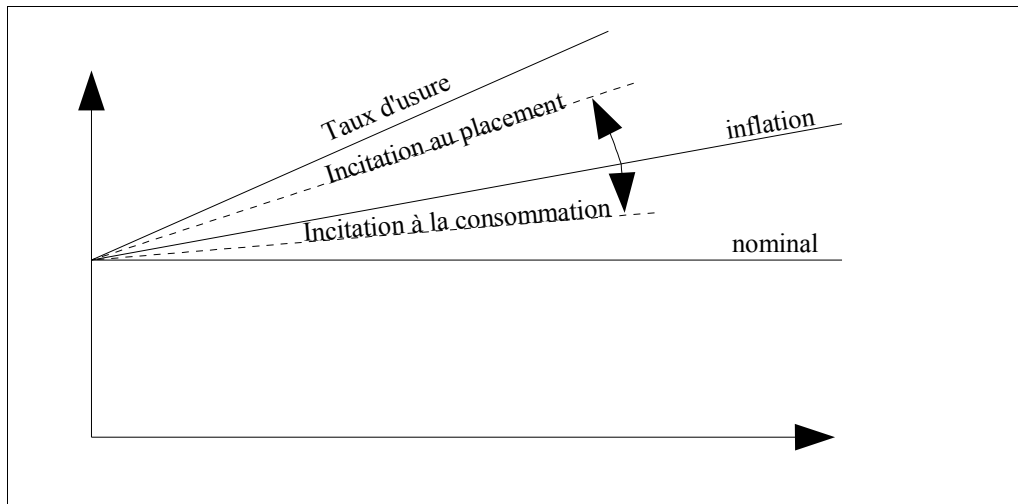 Taux d'usure
Incitation au placement
inflation
Incitation à la consommation
nominal